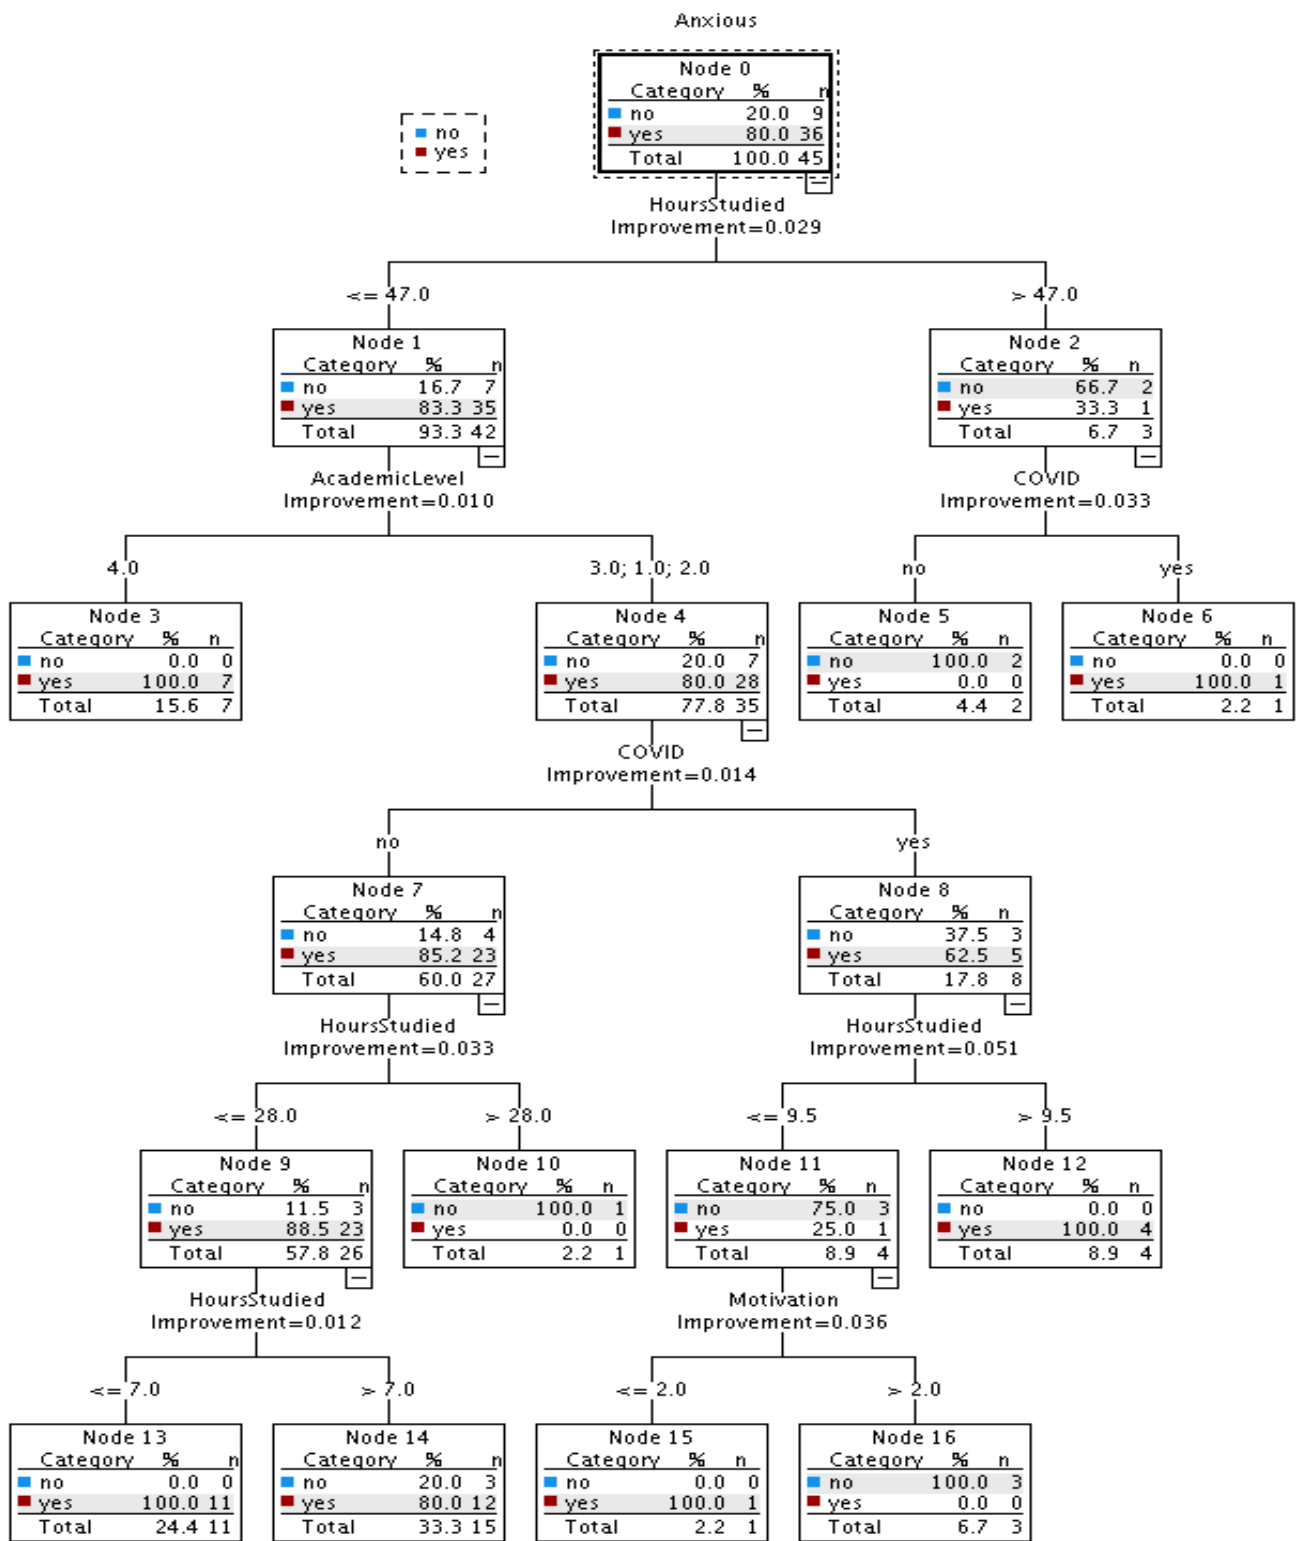 Anxious
no
yes
Node 0
Category % n
no 20.0 9
yes 80.0 36
Total 100.0 45
HoursStudied
Improvement=0.029
<= 47.0
> 47.0
Node 1
Category % n
no 16.7 7
yes 83.3 35
Total 93.3 42
AcademicLevel
Improvement=0.010
Node 2
Category % n
no 66.7 2
yes 33.3 1
Total 6.7 3
COVID
Improvement=0.033
4.0
3.0; 1.0; 2.0
no
yes
Node 3
Category % n
no 0.0 0
yes 100.0 7
Total 15.6 7
Node 4
Category % n
no 20.0 7
yes 80.0 28
Total 77.8 35
COVID
Improvement=0.014
Node 5
Category % n
no 100.0 2
yes 0.0 0
Total 4.4 2
Node 6
Category % n
no 0.0 0
yes 100.0 1
Total 2.2 1
no
yes
Node 7
Category % n
no 14.8 4
yes 85.2 23
Total 60.0 27
HoursStudied
Improvement=0.033
Node 8
Category % n
no 37.5 3
yes 62.5 5
Total 17.8 8
HoursStudied
Improvement=0.051
<= 28.0
> 28.0
<= 9.5
> 9.5
Node 9
Category % n
no 11.5 3
yes 88.5 23
Total 57.8 26
HoursStudied
Improvement=0.012
Node 10
Category % n
no 100.0 1
yes 0.0 0
Total 2.2 1
Node 11
Category % n
no 75.0 3
yes 25.0 1
Total 8.9 4
Motivation
Improvement=0.036
Node 12
Category % n
no 0.0 0
yes 100.0 4
Total 8.9 4
<= 7.0
> 7.0
<= 2.0
> 2.0
Node 13
Category % n
no 0.0 0
yes 100.0 11
Total 24.4 11
Node 14
Category % n
no 20.0 3
yes 80.0 12
Total 33.3 15
Node 15
Category % n
no 0.0 0
yes 100.0 1
Total 2.2 1
Node 16
Category % n
no 100.0 3
yes 0.0 0
Total 6.7 3